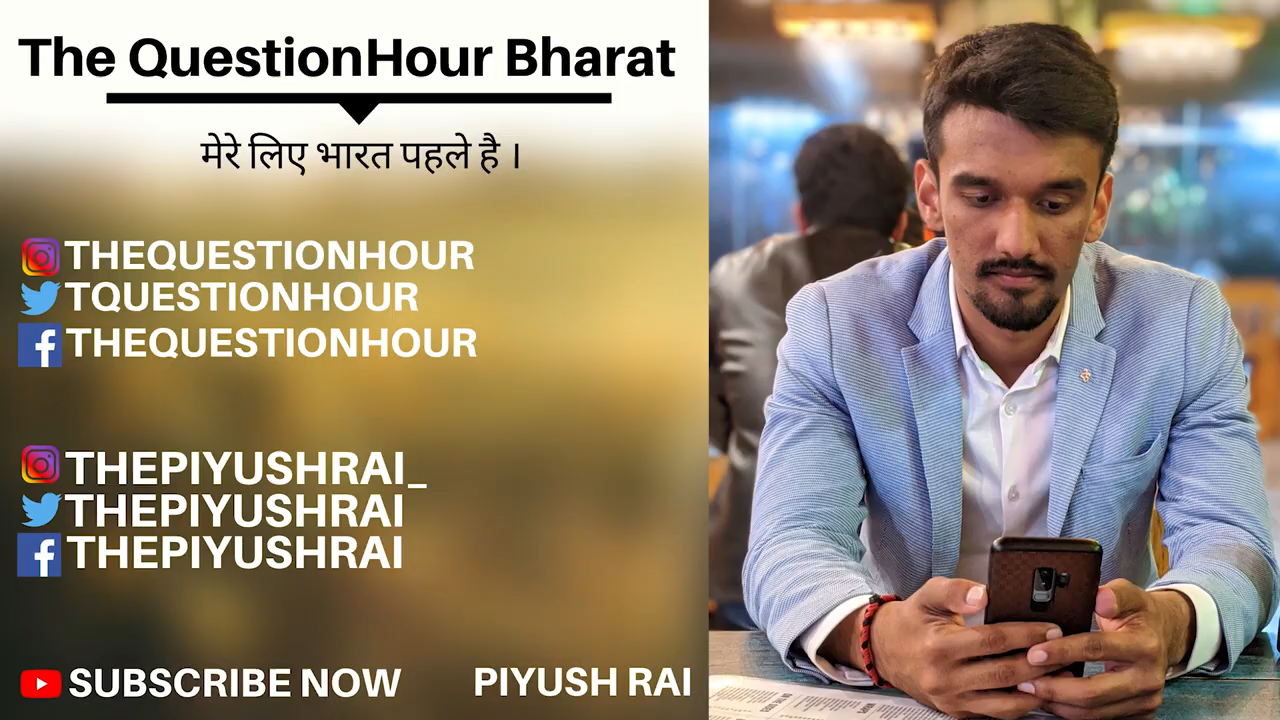 The QuestionHour Bharat
मेरे लिए भारत पहले है ।
THEQUESTIONHOUR
TQUESTIONHOUR
THEQUESTIONHOUR
THEPIYUSHRAI_
THEPIYUSHRAI
THEPIYUSHRAI
SUBSCRIBE NOW
PIYUSH RAI